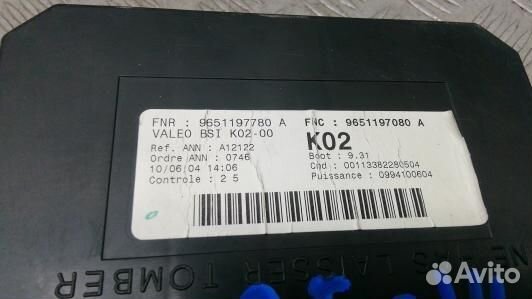 FNR : 9651197780 A
FNC : 9651197080 A
VALEO BSI K02-00
K02
Ref. ANN : A12122
Boot : 9.31
Ordre ANN : 0746
Cnd : 00113382280504
10/06/04 14:06
Puissance : 0994100604
Controle : 2 5
NE PAS LAISSER TOMBER
Avito